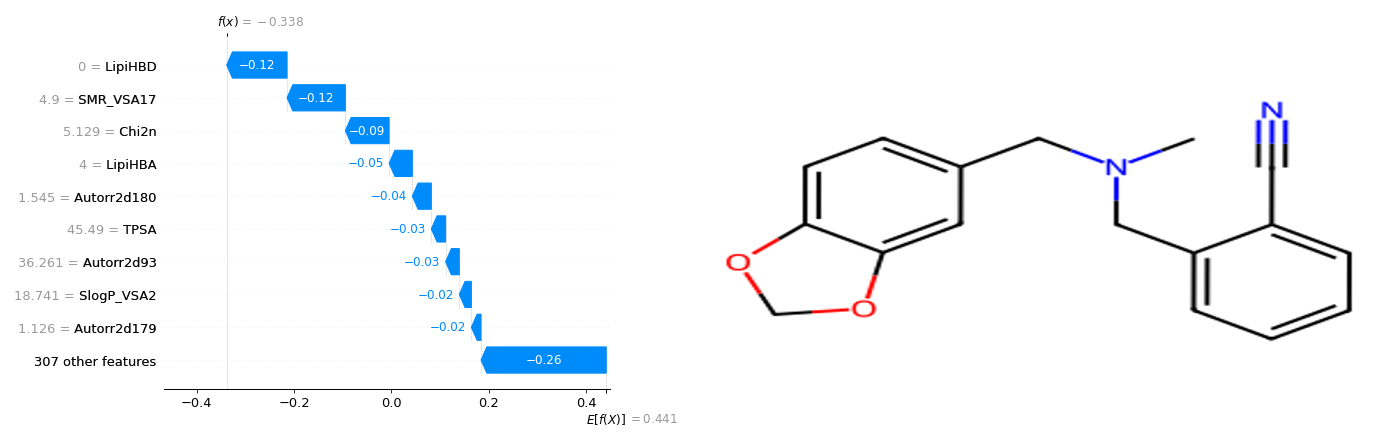 f(x) = −0.338
0 = LipiHBD
−0.12
4.9 = SMR_VSA17
−0.12
5.129 = Chi2n
−0.09
4 = LipiHBA
−0.05
1.545 = Autorr2d180
−0.04
45.49 = TPSA
−0.03
36.261 = Autorr2d93
−0.03
18.741 = SlogP_VSA2
−0.02
1.126 = Autorr2d179
−0.02
307 other features
−0.26
−0.4 −0.2 0.0 0.2 0.4
E[f(X)] = 0.441
N
N
O
O